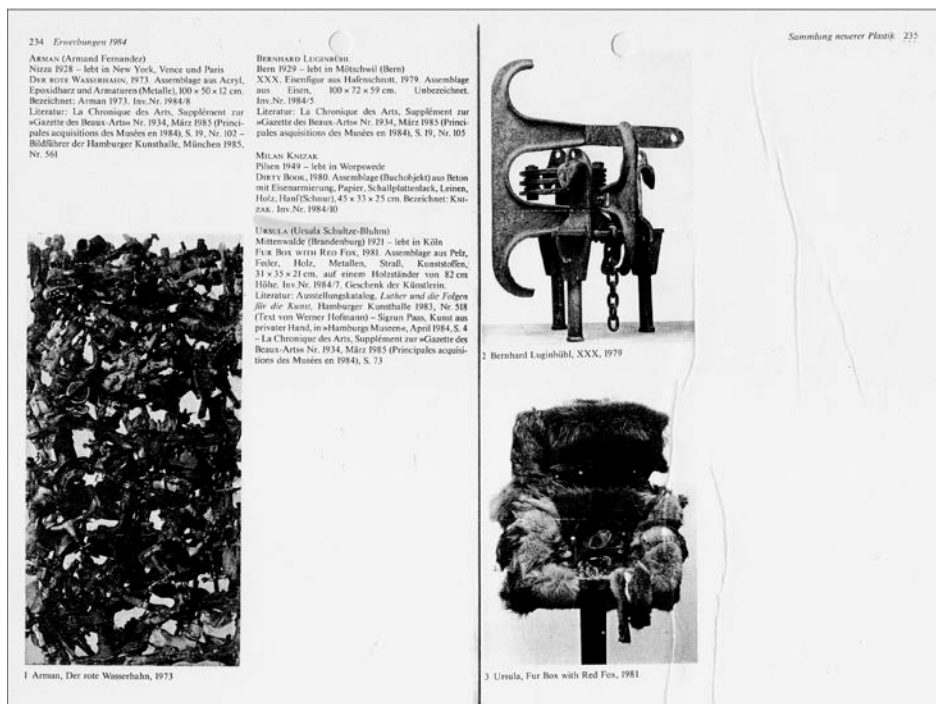 234 Erwerbungen 1984
ARMAN (Armand Fernandez)
Nizza 1928 – lebt in New York, Vence und Paris
DER ROTE WASSERHAHN, 1973. Assemblage aus Acryl,
Epoxidharz und Armaturen (Metalle), 100 × 50 × 12 cm.
Bezeichnet: Arman 1973. Inv. Nr. 1984/8
Literatur: La Chronique des Arts, Supplément zur
»Gazette des Beaux-Arts« Nr. 1934, März 1985 (Princi-
pales acquisitions des Musées en 1984), S. 19, Nr. 102 –
Bildführer der Hamburger Kunsthalle, München 1985,
Nr. 561
BERNHARD LUGINBÜHL
Bern 1929 – lebt in Mötschwil (Bern)
XXX, Eisenfigur aus Hafenschrott, 1979. Assemblage
aus Eisen, 100 × 72 × 59 cm. Unbezeichnet.
Inv. Nr. 1984/5
Literatur: La Chronique des Arts, Supplément zur
»Gazette des Beaux-Arts« Nr. 1934, März 1985 (Princi-
pales asquisitions des Musées en 1984), S. 19, Nr. 105
MILAN KNIZAK
Pilsen 1949 – lebt in Worpswede
DIRTY BOOK, 1980. Assemblage (Buchobjekt) aus Beton
mit Eisenarmierung, Papier, Schallplattenlack, Leinen,
Holz, Hanf (Schnur), 45 × 33 × 25 cm. Bezeichnet: KNI-
ZAK. Inv. Nr. 1984/10
URSULA (Ursula Schultze-Bluhm)
Mittenwalde (Brandenburg) 1921 – lebt in Köln
FUR BOX WITH RED FOX, 1981. Assemblage aus Pelz,
Feder, Holz, Metallen, Straß, Kunststoffen,
31 × 35 × 21 cm, auf einem Holzständer von 82 cm
Höhe. Inv. Nr. 1984/7. Geschenk der Künstlerin.
Literatur: Ausstellungskatalog, Luther und die Folgen
für die Kunst, Hamburger Kunsthalle 1983, Nr. 518
(Text von Werner Hofmann) – Sigrun Paas, Kunst aus
privater Hand, in »Hamburgs Museen«, April 1984, S. 4
– La Chronique des Arts, Supplément zur »Gazette des
Beaux-Arts« Nr. 1934, März 1985 (Principales acquisi-
tions des Musées en 1984), S. 73
1 Arman, Der rote Wasserhahn, 1973
Sammlung neuerer Plastik 235
2 Bernhard Luginbühl, XXX, 1979
3 Ursula, Fur Box with Red Fox, 1981